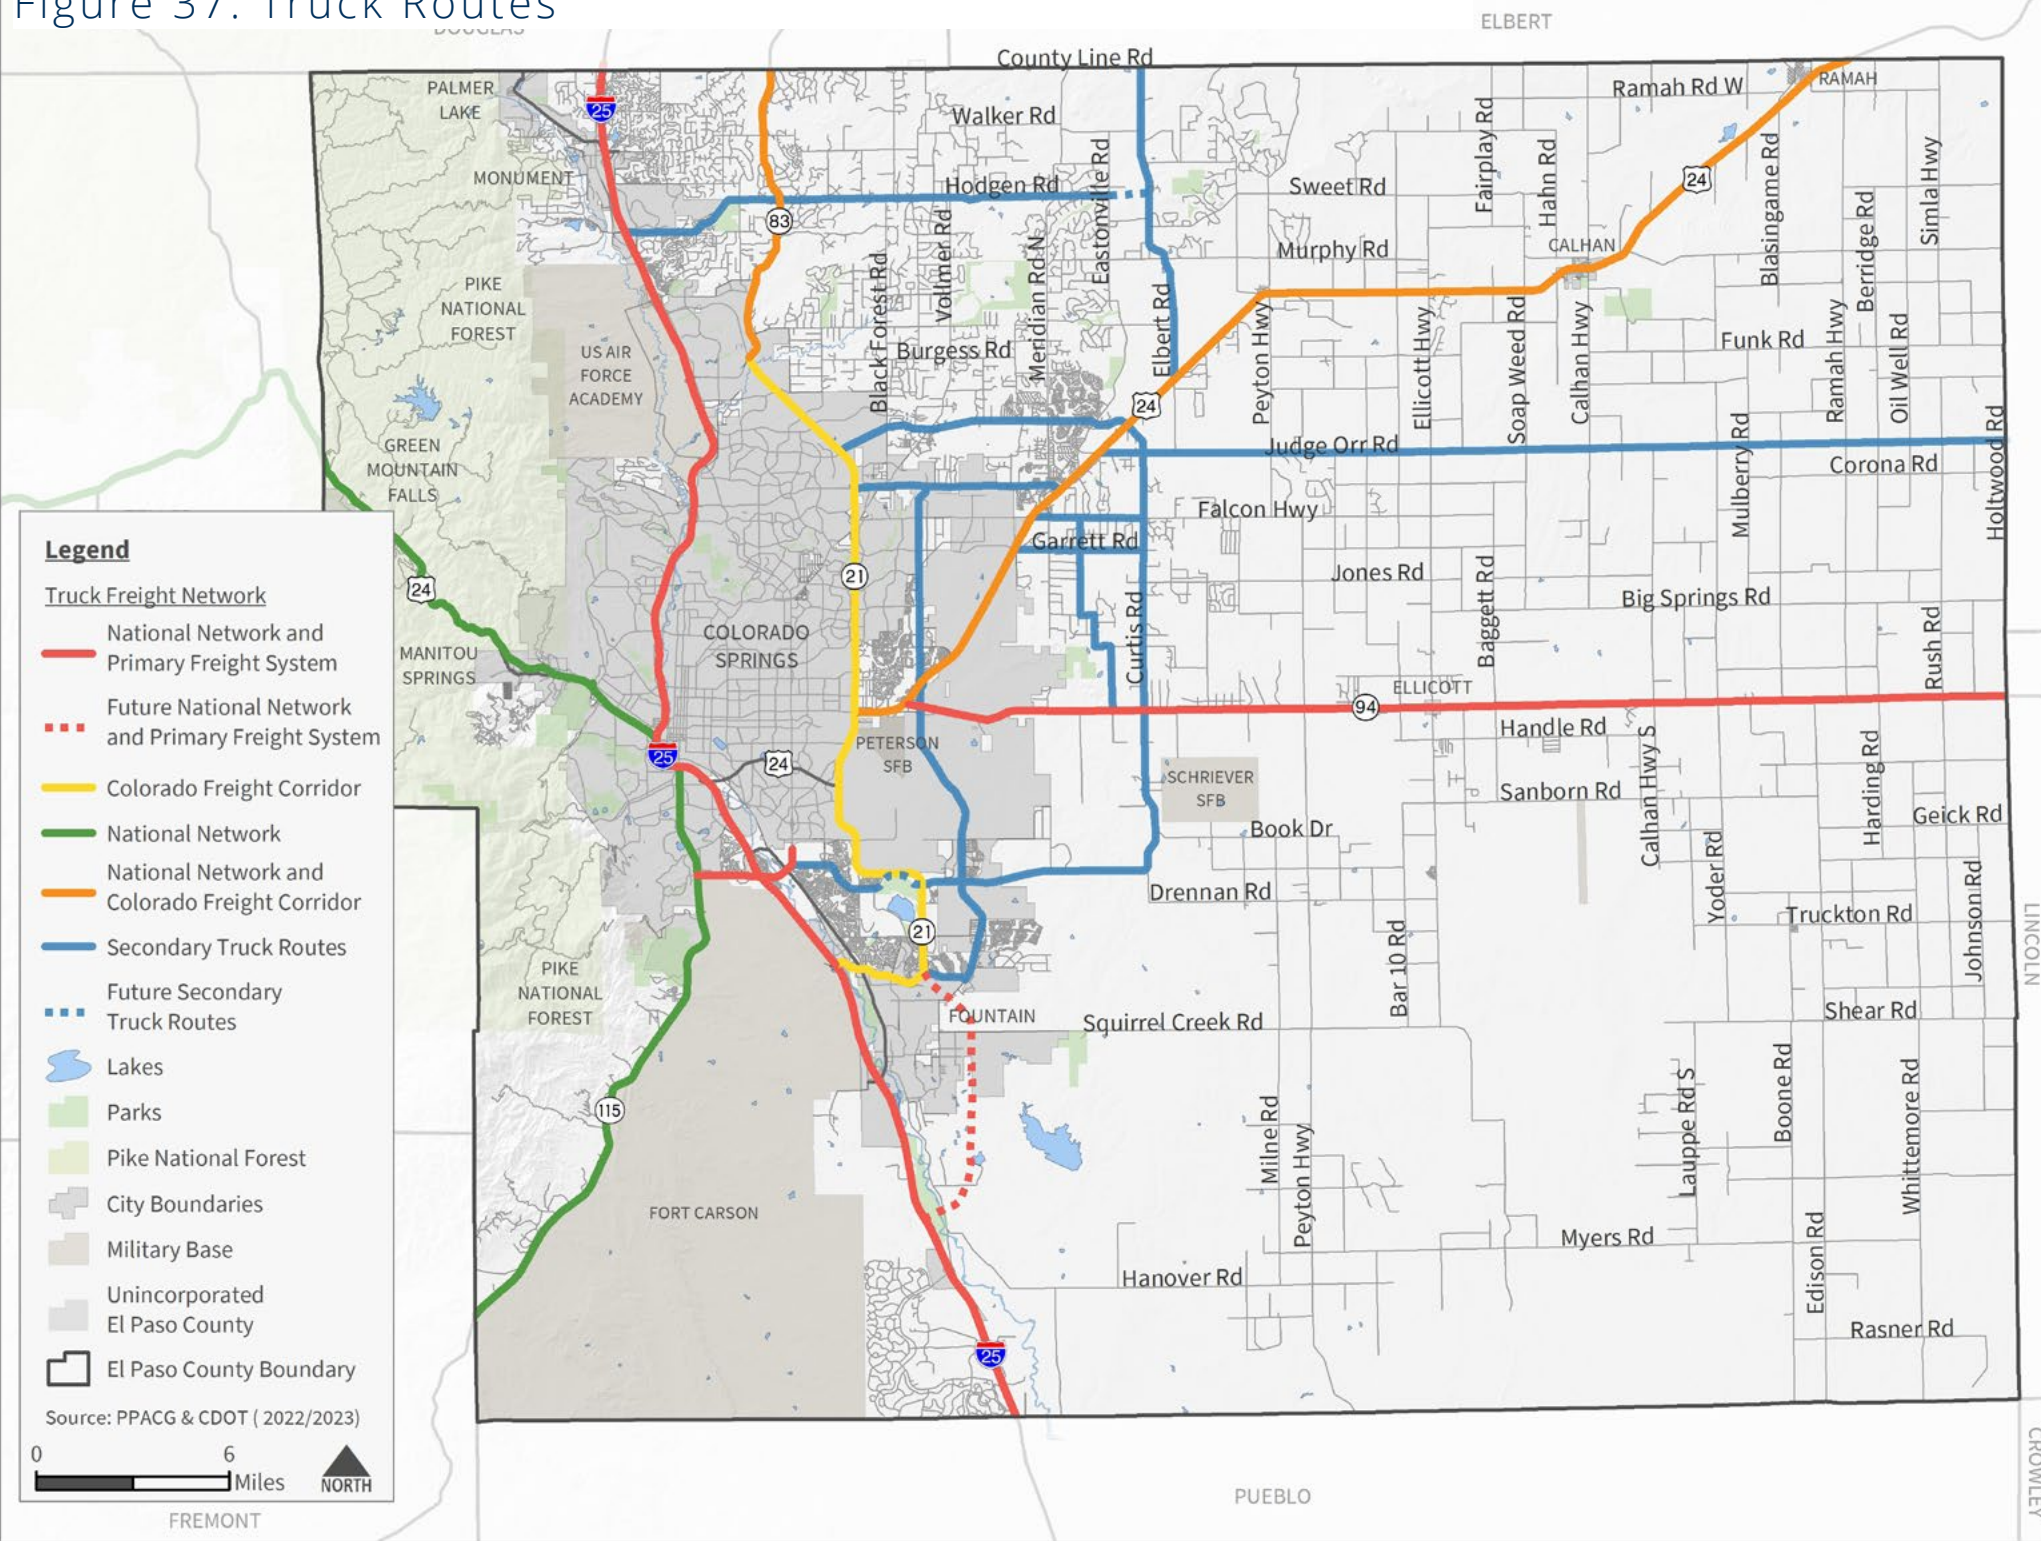 Figure 37. Truck Routes
DOUGLAS
ELBERT
County Line Rd
PALMER
LAKE
25
Walker Rd
Ramah Rd W
RAMAH
MONUMENT
Hodgen Rd
Eastonville Rd
Sweet Rd
Fairplay Rd
Hahn Rd
24
Blasingame Rd
Simla Hwy
83
Vollmer Rd
Murphy Rd
CALHAN
Berridge Rd
PIKE
NATIONAL
FOREST
Black Forest Rd
Meridian Rd N
Elbert Rd
US AIR
FORCE
ACADEMY
Burgess Rd
Peyton Hwy
Ellicott Hwy
Soap Weed Rd
Calhan Hwy
Funk Rd
Ramah Hwy
Oil Well Rd
24
GREEN
MOUNTAIN
FALLS
Judge Orr Rd
Mulberry Rd
Corona Rd
Holtwood Rd
Falcon Hwy
Garrett Rd
24
21
Jones Rd
Baggett Rd
Big Springs Rd
Rush Rd
COLORADO
SPRINGS
Curtis Rd
MANITOU
SPRINGS
ELLICOTT
94
Handle Rd
25
24
PETERSON
SFB
SCHRIEVER
SFB
Sanborn Rd
Calhan Hwy S
Harding Rd
Book Dr
Geick Rd
Drennan Rd
Yoder Rd
Truckton Rd
Johnson Rd
21
Bar 10 Rd
LINCOLN
PIKE
NATIONAL
FOREST
FOUNTAIN
Squirrel Creek Rd
Shear Rd
115
Milne Rd
Peyton Hwy
Lauppe Rd S
Boone Rd
Whittemore Rd
FORT CARSON
Myers Rd
Hanover Rd
Edison Rd
Rasner Rd
25
PUEBLO
CROWLEY
FREMONT
Legend
Truck Freight Network
National Network and
Primary Freight System
Future National Network
and Primary Freight System
Colorado Freight Corridor
National Network
National Network and
Colorado Freight Corridor
Secondary Truck Routes
Future Secondary
Truck Routes
Lakes
Parks
Pike National Forest
City Boundaries
Military Base
Unincorporated
El Paso County
El Paso County Boundary
Source: PPACG & CDOT ( 2022/2023)
0 6
Miles
NORTH